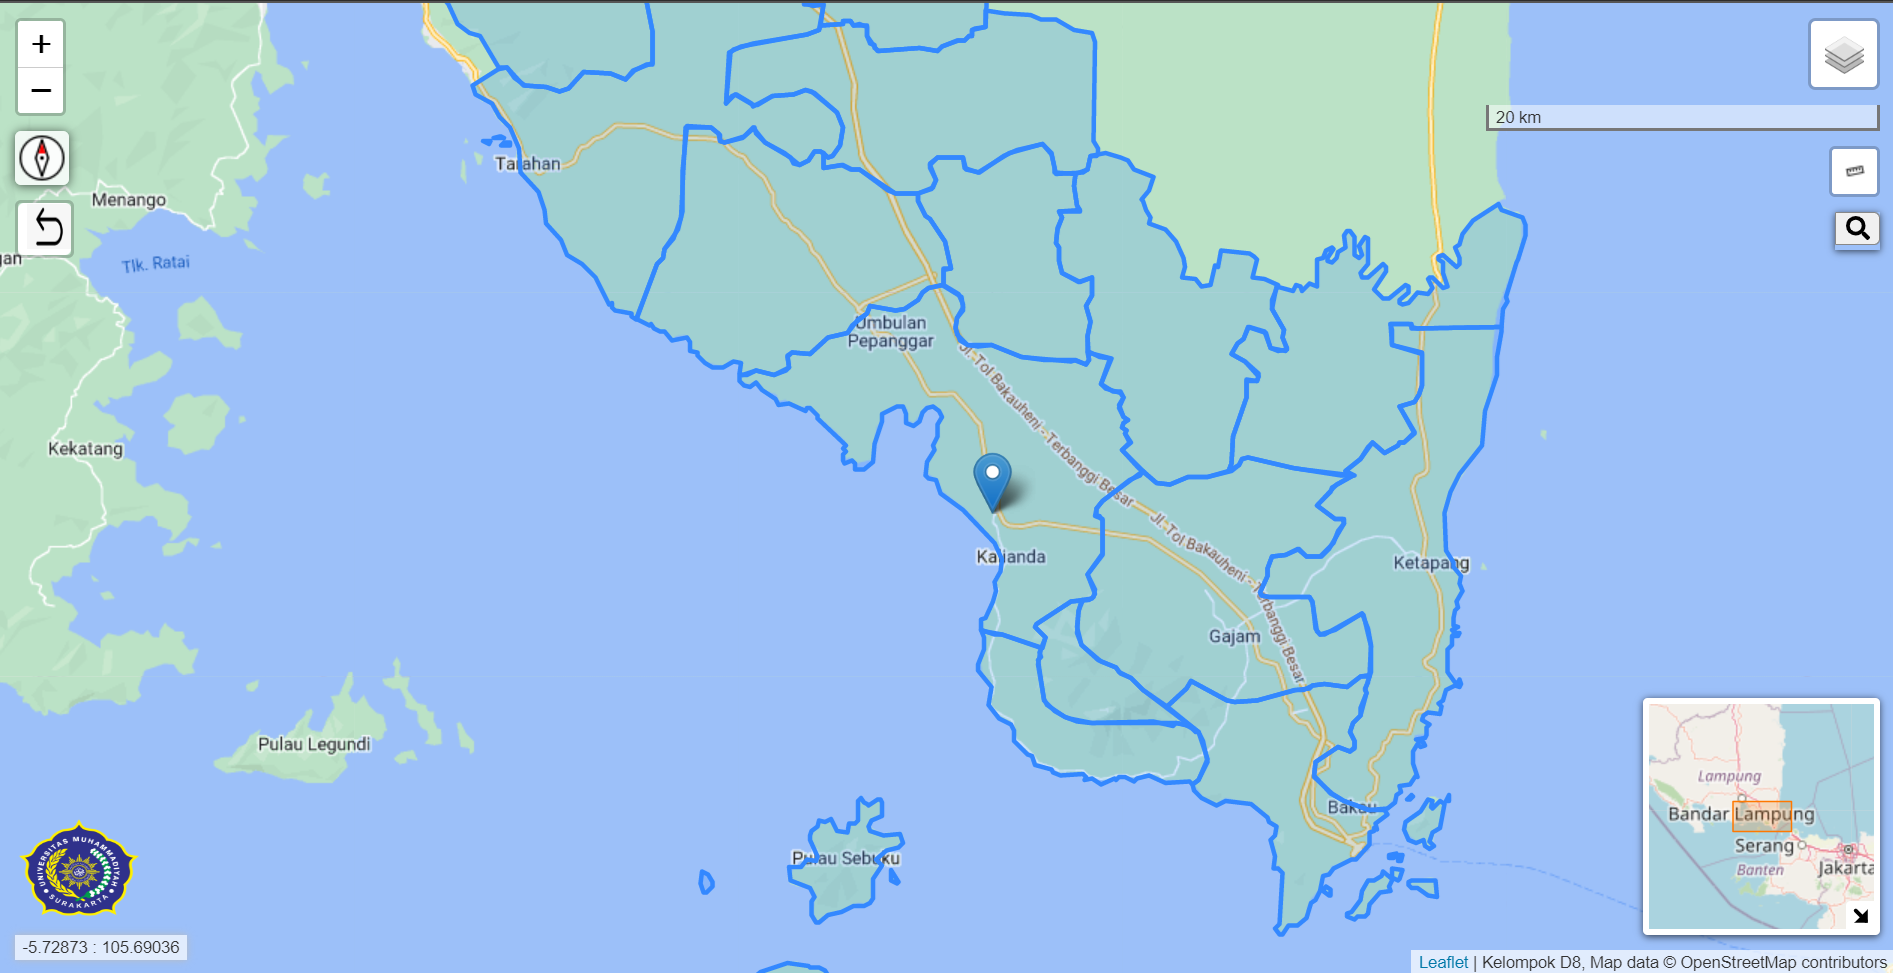 +
−
20 km
Tarahan
Menango
gan
Tlk. Ratai
Umbulan
Pepanggar
Jl. Tol Bakauheni - Terbanggi Besar
Kekatang
Jl. Tol Bakauheni - Terbanggi Besar
Kalianda
Ketapang
Gajam
Pulau Legundi
Bakau
Pulau Sebuku
Lampung
Bandar Lampung
Serang
Banten
Jakarta
UNIVERSITAS MUHAMMADIYAH
SURAKARTA
-5.72873 : 105.69036
Leaflet | Kelompok D8, Map data © OpenStreetMap contributors